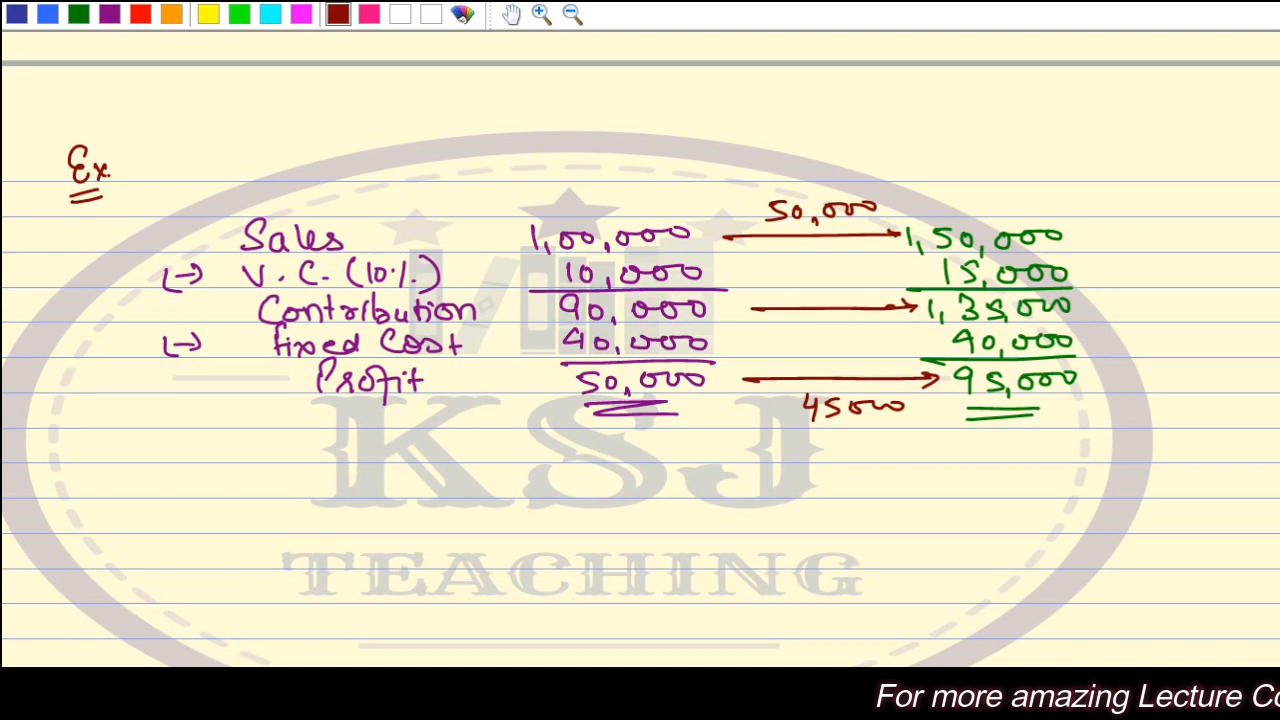 Ex.
50,000
Sales 1,00,000 1,50,000
(-) V.C. (10%) 10,000 15,000
Contribution 90,000 1,35,000
(-) Fixed Cost 40,000 40,000
Profit 50,000 95,000
45000
KSJ
TEACHING
For more amazing Lecture Co